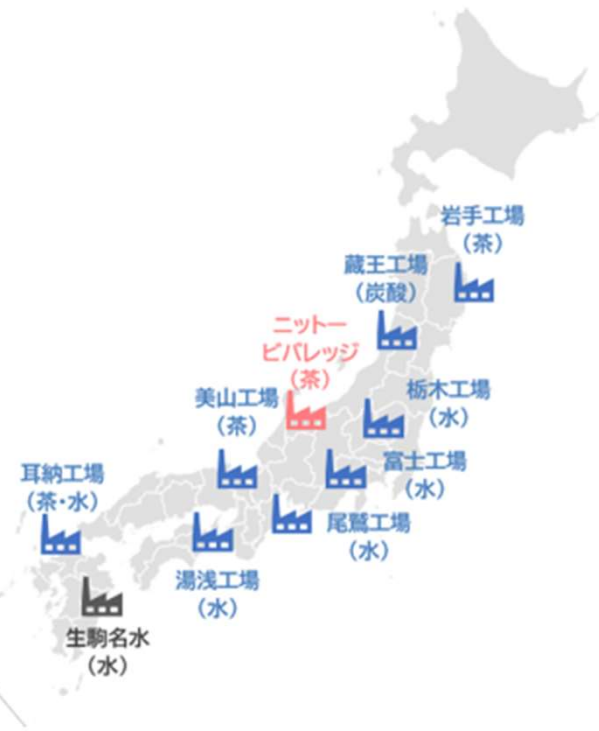 岩手工場
（茶）
蔵王工場
（炭酸）
ニットー
ビバレッジ
（茶）
美山工場
（茶）
栃木工場
（水）
富士工場
（水）
耳納工場
（茶・水）
尾鷲工場
（水）
湯浅工場
（水）
生駒名水
（水）